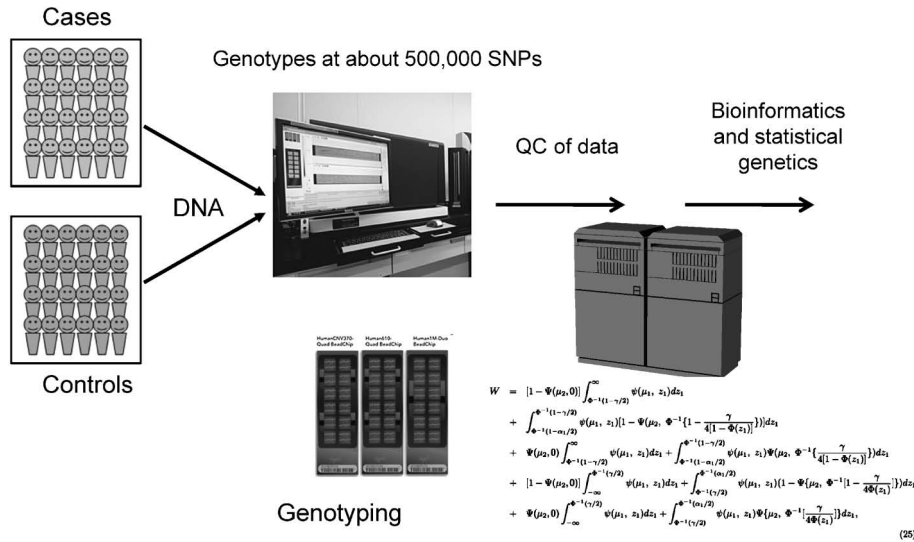 Cases
Genotypes at about 500,000 SNPs
QC of data
Bioinformatics
and statistical
genetics
DNA
Controls
HumanCNV370-
Quad BeadChip
Human610-
Quad BeadChip
Human1M-Duo
BeadChip
Genotyping
W = [1 − Ψ(μ₂,0)] ∫_{Φ⁻¹(1−γ/2)}^{∞} ψ(μ₁, z₁)dz₁
+ ∫_{Φ⁻¹(1−α₁/2)}^{Φ⁻¹(1−γ/2)} ψ(μ₁, z₁)[1 − Ψ(μ₂, Φ⁻¹{1 − γ/4[1 − Φ(z₁)]})]dz₁
+ Ψ(μ₂,0) ∫_{Φ⁻¹(1−γ/2)}^{∞} ψ(μ₁, z₁)dz₁ + ∫_{Φ⁻¹(1−α₁/2)}^{Φ⁻¹(1−γ/2)} ψ(μ₁, z₁)Ψ(μ₂, Φ⁻¹{γ/4[1 − Φ(z₁)]})dz₁
+ [1 − Ψ(μ₂,0)] ∫_{−∞}^{Φ⁻¹(γ/2)} ψ(μ₁, z₁)dz₁ + ∫_{Φ⁻¹(γ/2)}^{Φ⁻¹(α₁/2)} ψ(μ₁, z₁)(1 − Ψ{μ₂, Φ⁻¹[1 − γ/4Φ(z₁)]})dz₁
+ Ψ(μ₂,0) ∫_{−∞}^{Φ⁻¹(γ/2)} ψ(μ₁, z₁)dz₁ + ∫_{Φ⁻¹(γ/2)}^{Φ⁻¹(α₁/2)} ψ(μ₁, z₁)Ψ{μ₂, Φ⁻¹[γ/4Φ(z₁)]}dz₁,
(25)